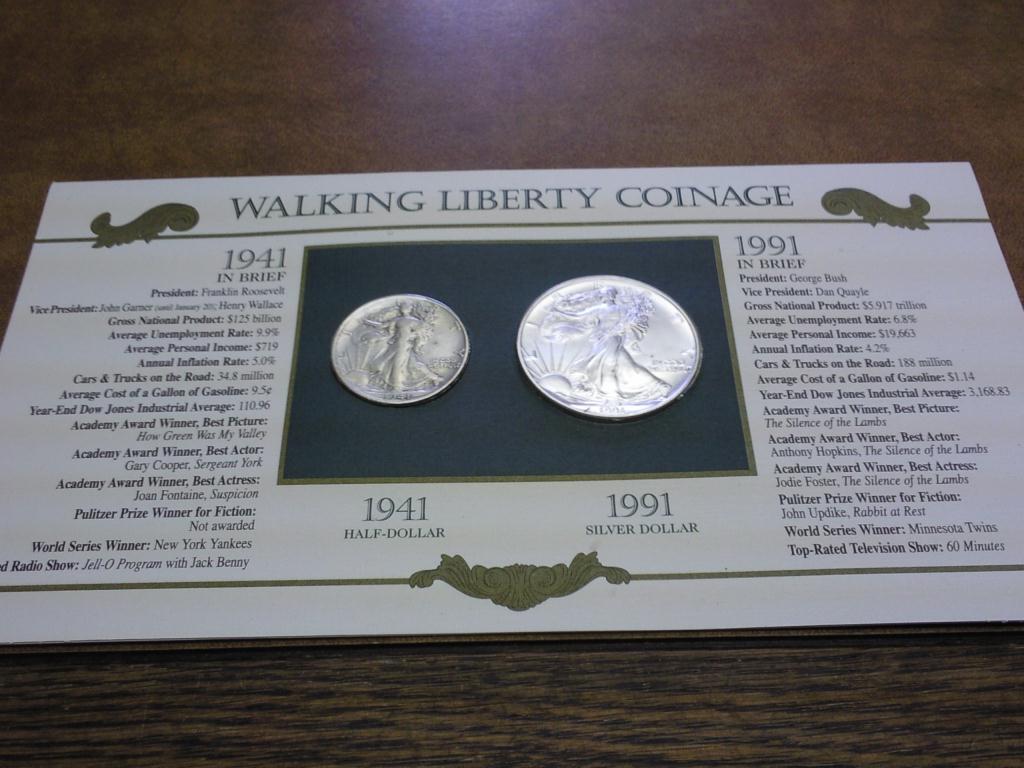 WALKING LIBERTY COINAGE
1941
IN BRIEF
President: Franklin Roosevelt
Vice President: John Garner (until January 20); Henry Wallace
Gross National Product: $125 billion
Average Unemployment Rate: 9.9%
Average Personal Income: $719
Annual Inflation Rate: 5.0%
Cars & Trucks on the Road: 34.8 million
Average Cost of a Gallon of Gasoline: 9.5¢
Year-End Dow Jones Industrial Average: 110.96
Academy Award Winner, Best Picture:
How Green Was My Valley
Academy Award Winner, Best Actor:
Gary Cooper, Sergeant York
Academy Award Winner, Best Actress:
Joan Fontaine, Suspicion
Pulitzer Prize Winner for Fiction:
Not awarded
World Series Winner: New York Yankees
d Radio Show: Jell-O Program with Jack Benny
1941
HALF-DOLLAR
1991
SILVER DOLLAR
1991
IN BRIEF
President: George Bush
Vice President: Dan Quayle
Gross National Product: $5.917 trillion
Average Unemployment Rate: 6.8%
Average Personal Income: $19,663
Annual Inflation Rate: 4.2%
Cars & Trucks on the Road: 188 million
Average Cost of a Gallon of Gasoline: $1.14
Year-End Dow Jones Industrial Average: 3,168.83
Academy Award Winner, Best Picture:
The Silence of the Lambs
Academy Award Winner, Best Actor:
Anthony Hopkins, The Silence of the Lambs
Academy Award Winner, Best Actress:
Jodie Foster, The Silence of the Lambs
Pulitzer Prize Winner for Fiction:
John Updike, Rabbit at Rest
World Series Winner: Minnesota Twins
Top-Rated Television Show: 60 Minutes